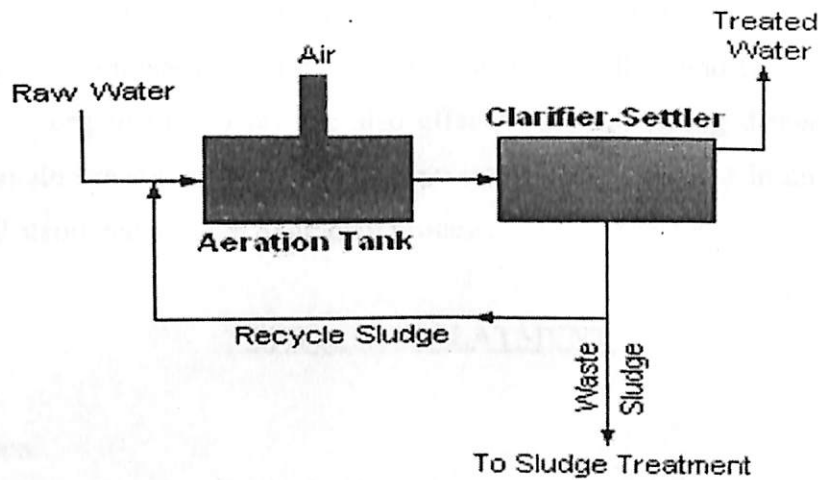 Treated
Water
Air
Raw Water
Clarifier-Settler
Aeration Tank
Recycle Sludge
Waste
Sludge
To Sludge Treatment